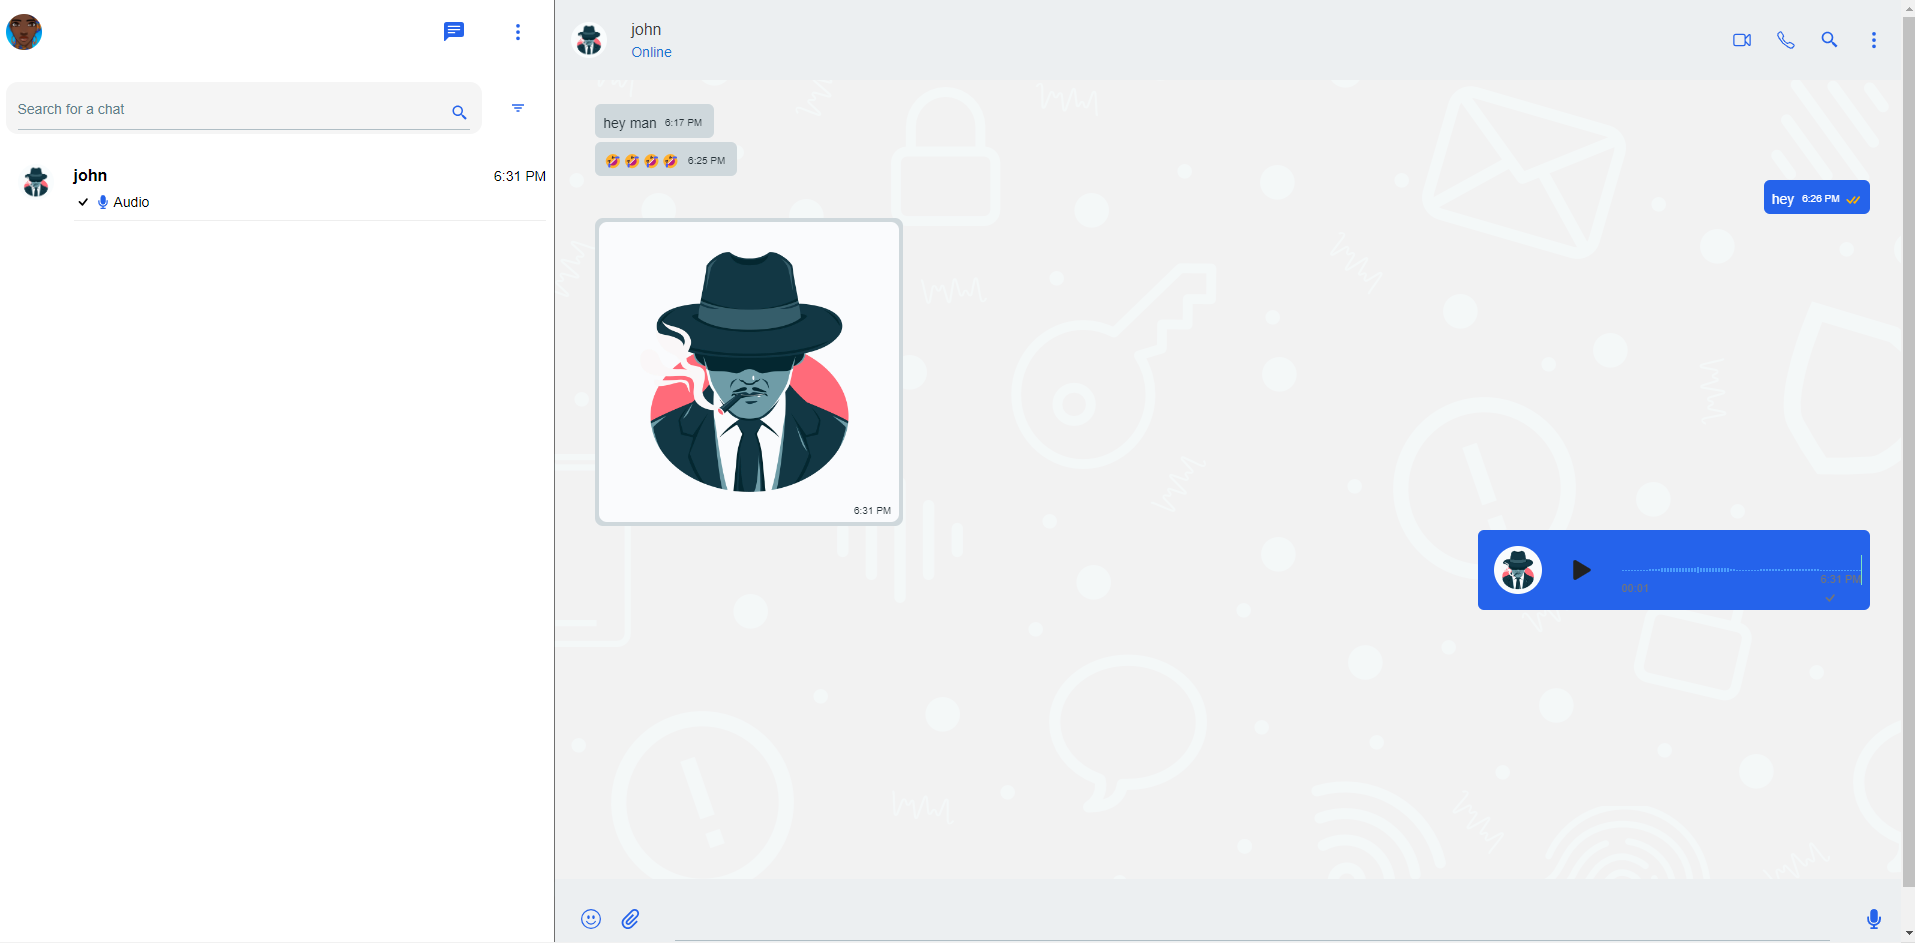 Search for a chat
john
6:31 PM
Audio
john
Online
hey man 6:17 PM
🤣 🤣 🤣 🤣 6:25 PM
hey 6:26 PM
6:31 PM
6:31 PM
00:01